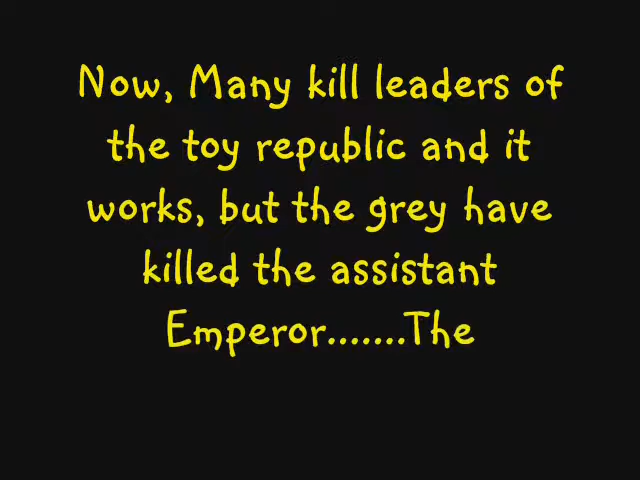 Now, Many kill leaders of
the toy republic and it
works, but the grey have
killed the assistant
Emperor.......The